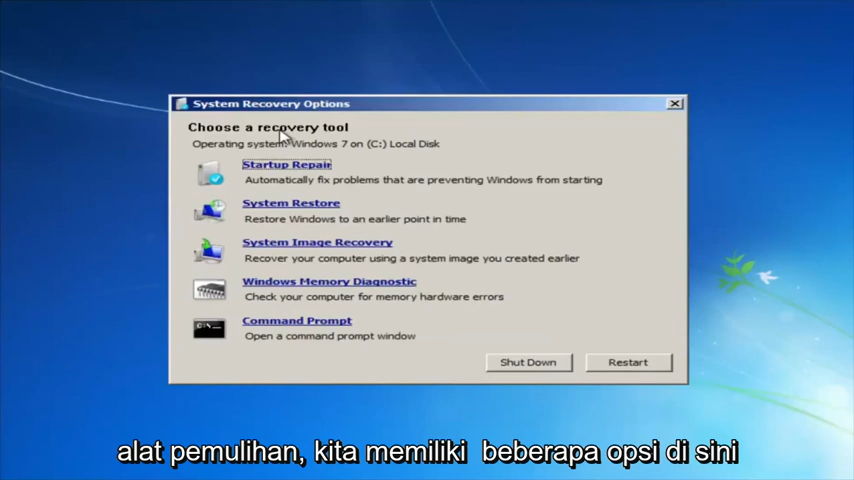 System Recovery Options
Choose a recovery tool
Operating system: Windows 7 on (C:) Local Disk
Startup Repair
Automatically fix problems that are preventing Windows from starting
System Restore
Restore Windows to an earlier point in time
System Image Recovery
Recover your computer using a system image you created earlier
Windows Memory Diagnostic
Check your computer for memory hardware errors
Command Prompt
Open a command prompt window
Shut Down
Restart
alat pemulihan, kita memiliki beberapa opsi di sini